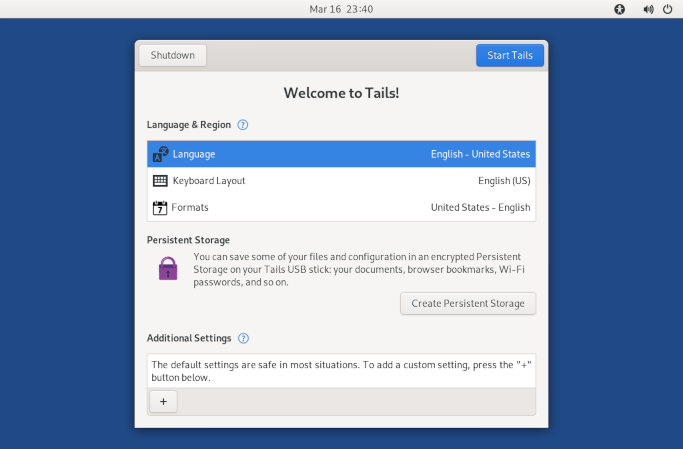 Mar 16 23:40
Shutdown
Start Tails
Welcome to Tails!
Language & Region ?
Language English - United States
Keyboard Layout English (US)
Formats United States - English
Persistent Storage
You can save some of your files and configuration in an encrypted Persistent
Storage on your Tails USB stick: your documents, browser bookmarks, Wi-Fi
passwords, and so on.
Create Persistent Storage
Additional Settings ?
The default settings are safe in most situations. To add a custom setting, press the "+"
button below.
+